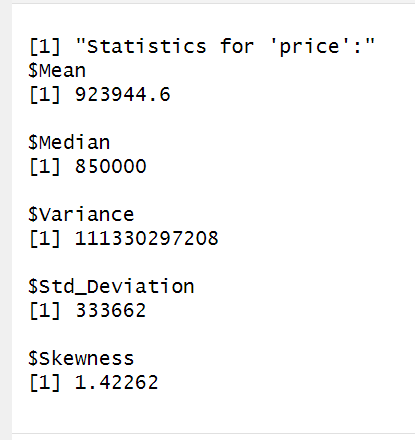 [1] "Statistics for 'price':"
$Mean
[1] 923944.6
$Median
[1] 850000
$Variance
[1] 111330297208
$Std_Deviation
[1] 333662
$Skewness
[1] 1.42262